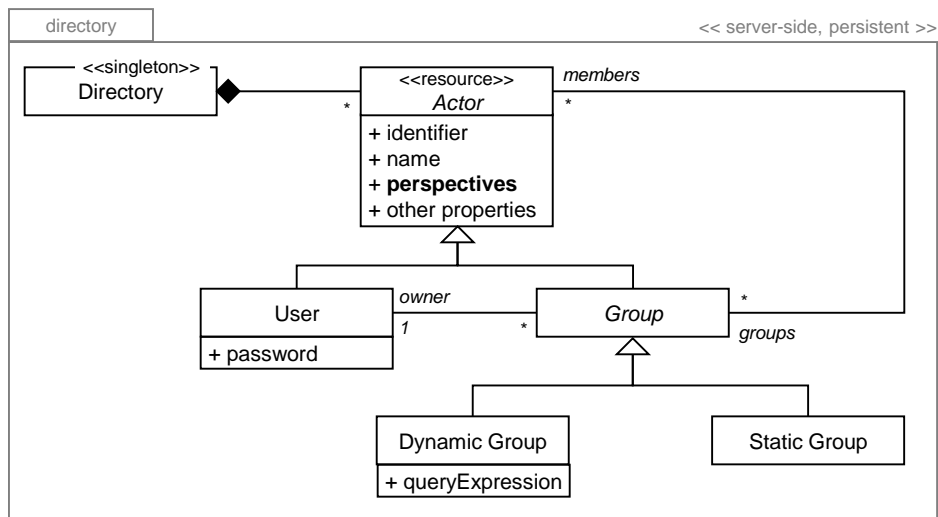 directory
<< server-side, persistent >>
<<singleton>>
Directory
*
<<resource>>
Actor
+ identifier
+ name
+ perspectives
+ other properties
members
*
User
+ password
owner
1
*
Group
*
groups
Dynamic Group
+ queryExpression
Static Group